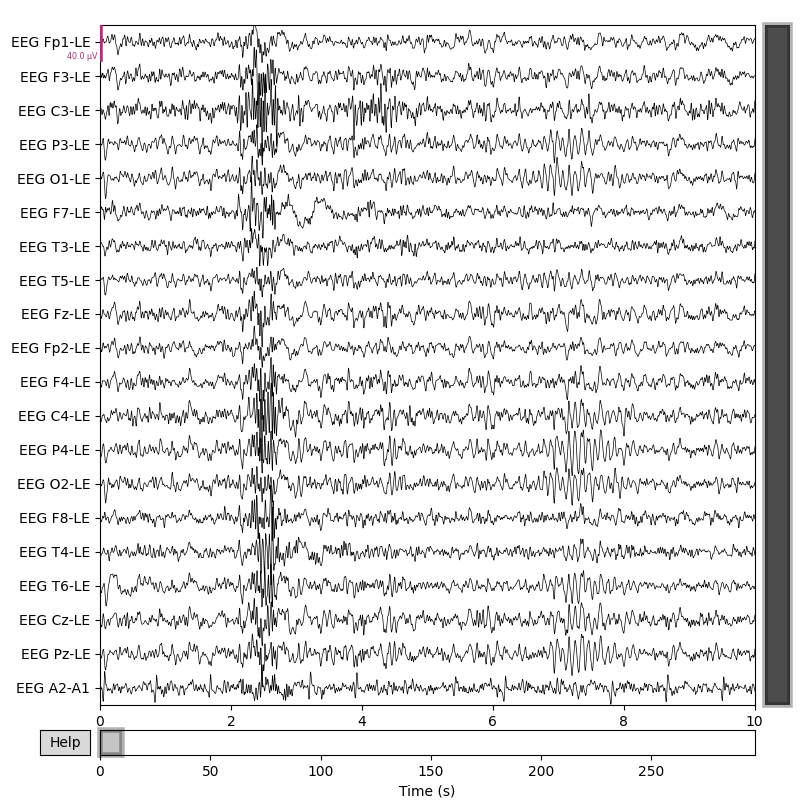 EEG Fp1-LE
40.0 µV
EEG F3-LE
EEG C3-LE
EEG P3-LE
EEG O1-LE
EEG F7-LE
EEG T3-LE
EEG T5-LE
EEG Fz-LE
EEG Fp2-LE
EEG F4-LE
EEG C4-LE
EEG P4-LE
EEG O2-LE
EEG F8-LE
EEG T4-LE
EEG T6-LE
EEG Cz-LE
EEG Pz-LE
EEG A2-A1
0 2 4 6 8 10
Help
0 50 100 150 200 250
Time (s)